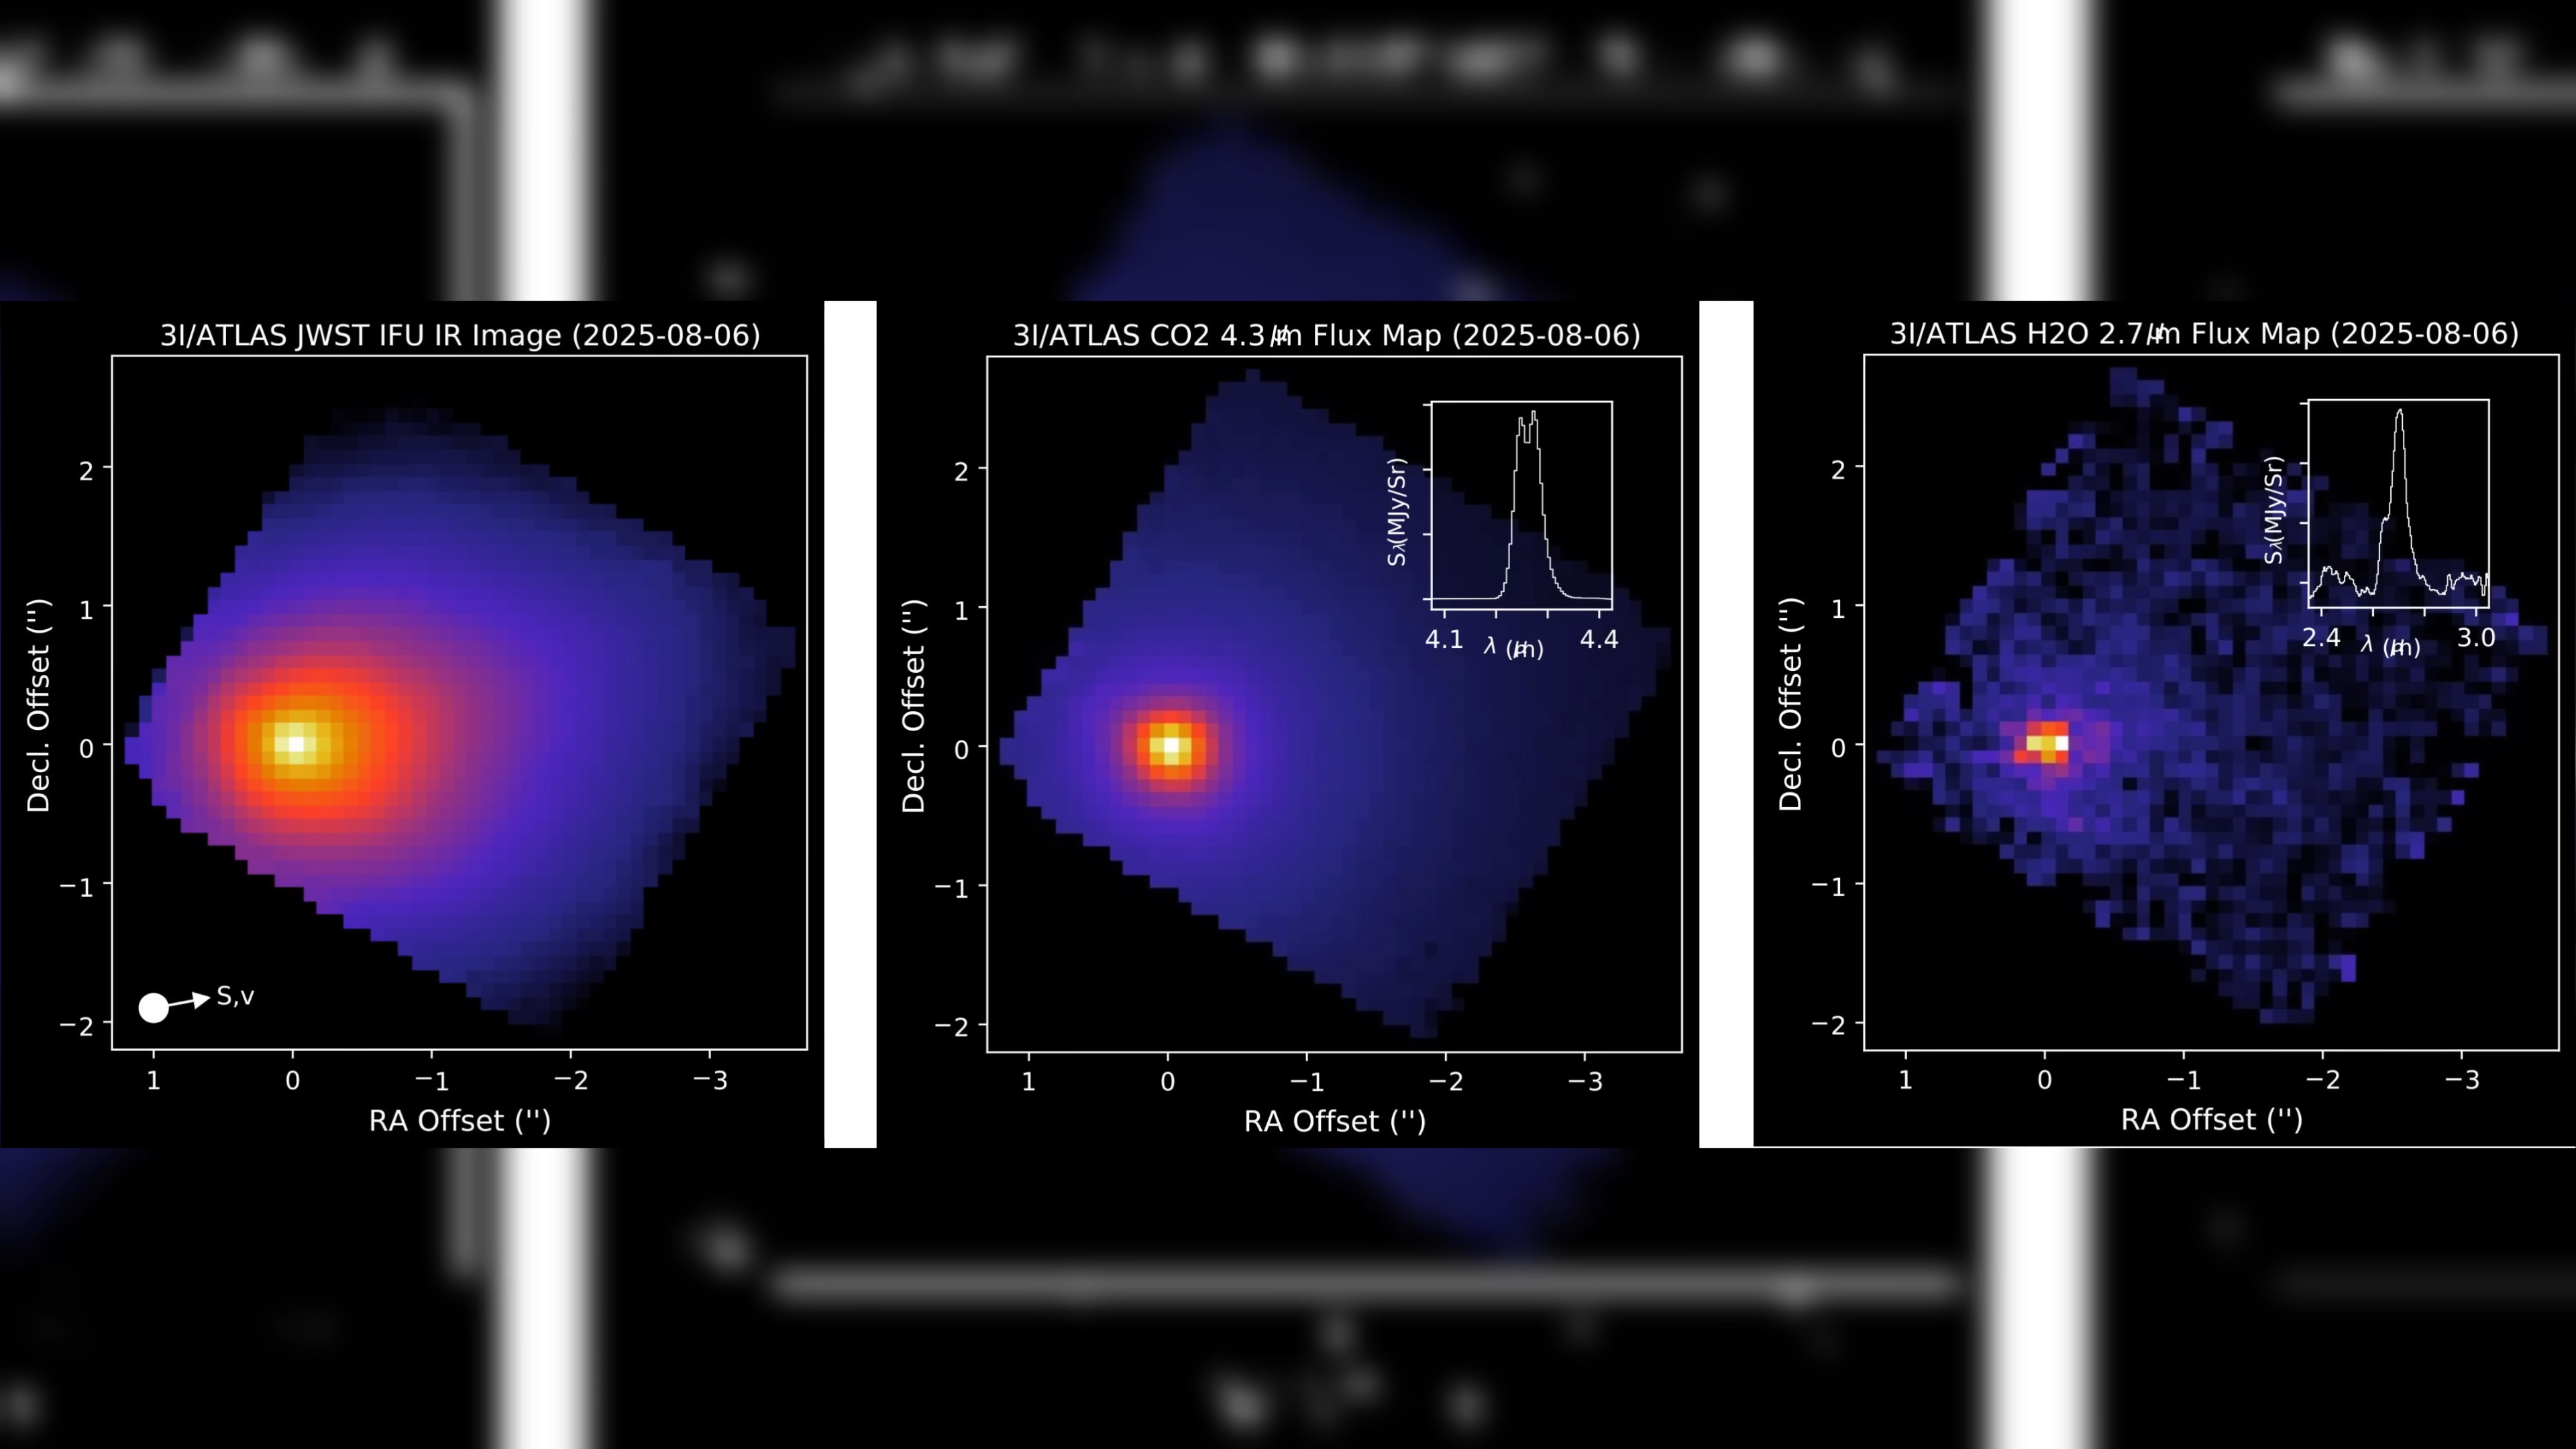 3I/ATLAS JWST IFU IR Image (2025-08-06)
Decl. Offset ('')
2
1
0
−1
−2
S,v
1 0 −1 −2 −3
RA Offset ('')
3I/ATLAS CO2 4.3μm Flux Map (2025-08-06)
Decl. Offset ('')
2
1
0
−1
−2
Sλ(MJy/Sr)
4.1 λ (μm) 4.4
1 0 −1 −2 −3
RA Offset ('')
3I/ATLAS H2O 2.7μm Flux Map (2025-08-06)
Decl. Offset ('')
2
1
0
−1
−2
Sλ(MJy/Sr)
2.4 λ (μm) 3.0
1 0 −1 −2 −3
RA Offset ('')